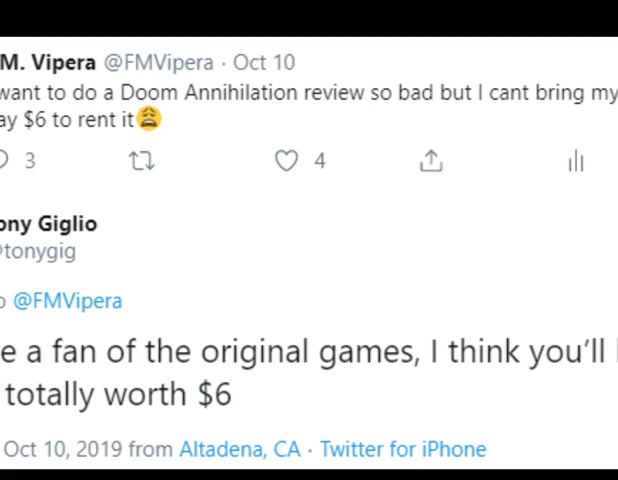 M. Vipera @FMVipera · Oct 10
want to do a Doom Annihilation review so bad but I cant bring my
ay $6 to rent it😩
3 4
ony Giglio
@tonygig
o @FMVipera
e a fan of the original games, I think you'll
totally worth $6
Oct 10, 2019 from Altadena, CA · Twitter for iPhone